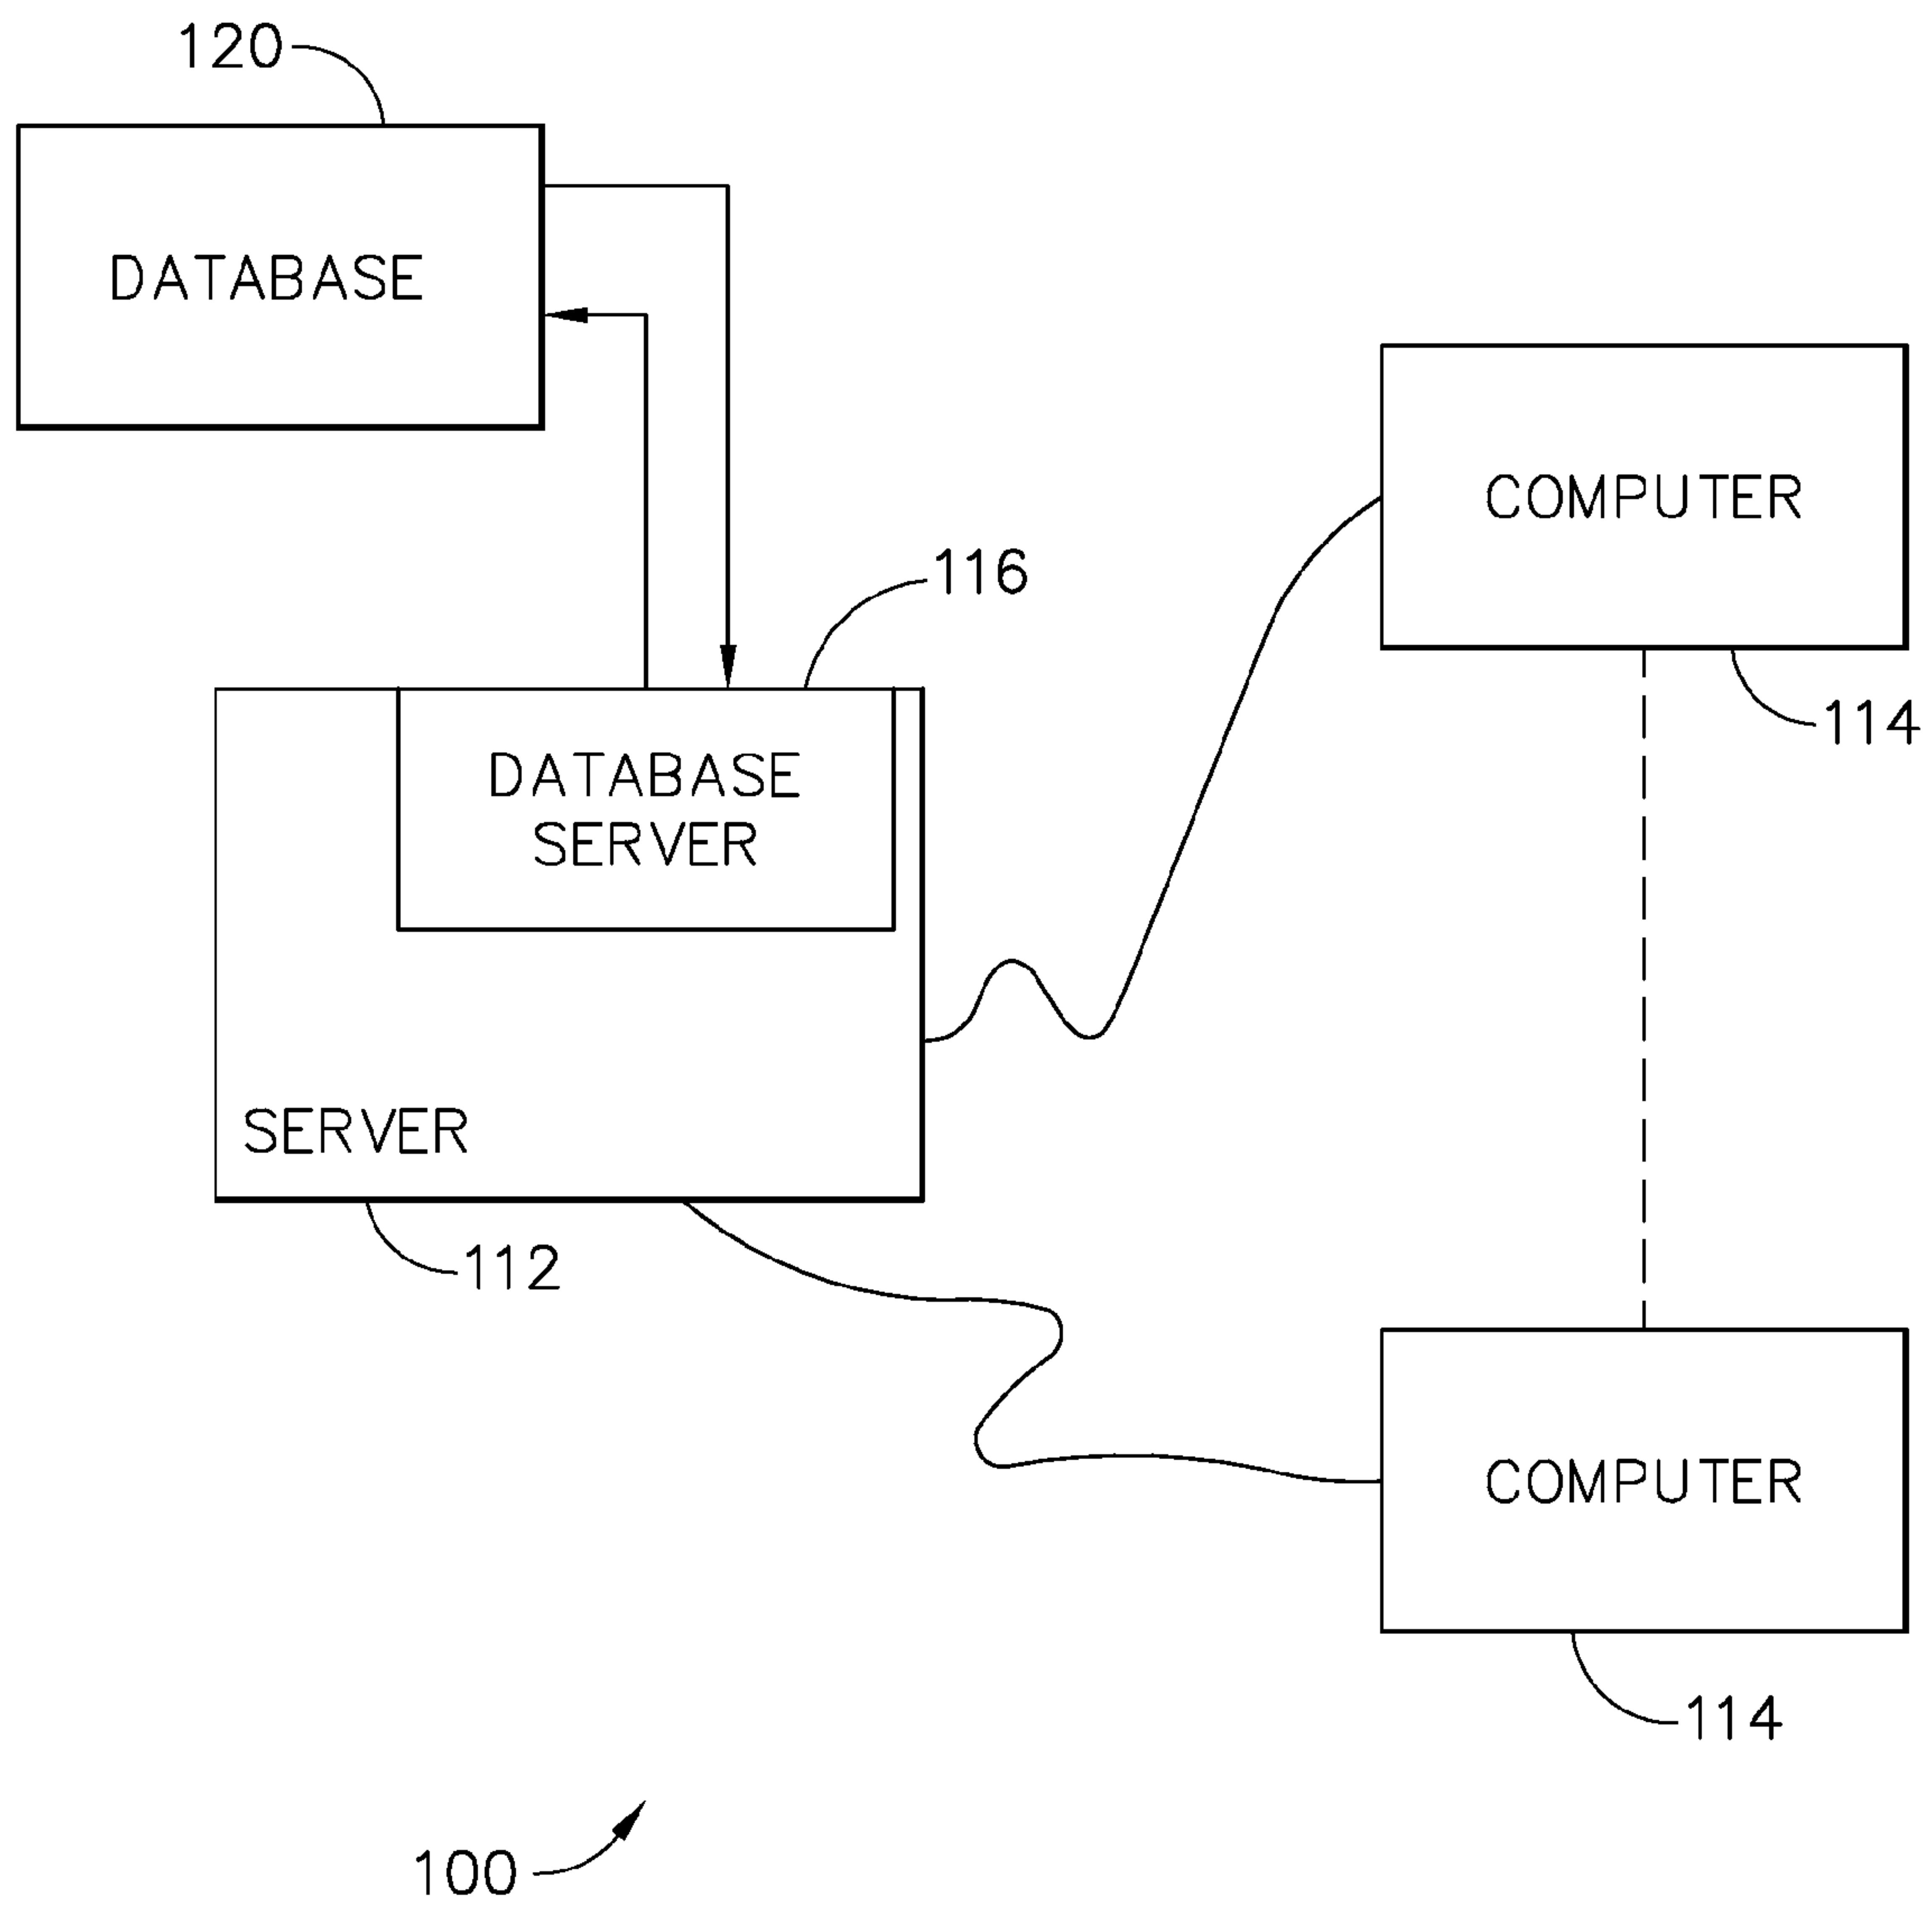 120
DATABASE
COMPUTER
116
114
DATABASE
SERVER
SERVER
112
COMPUTER
114
100